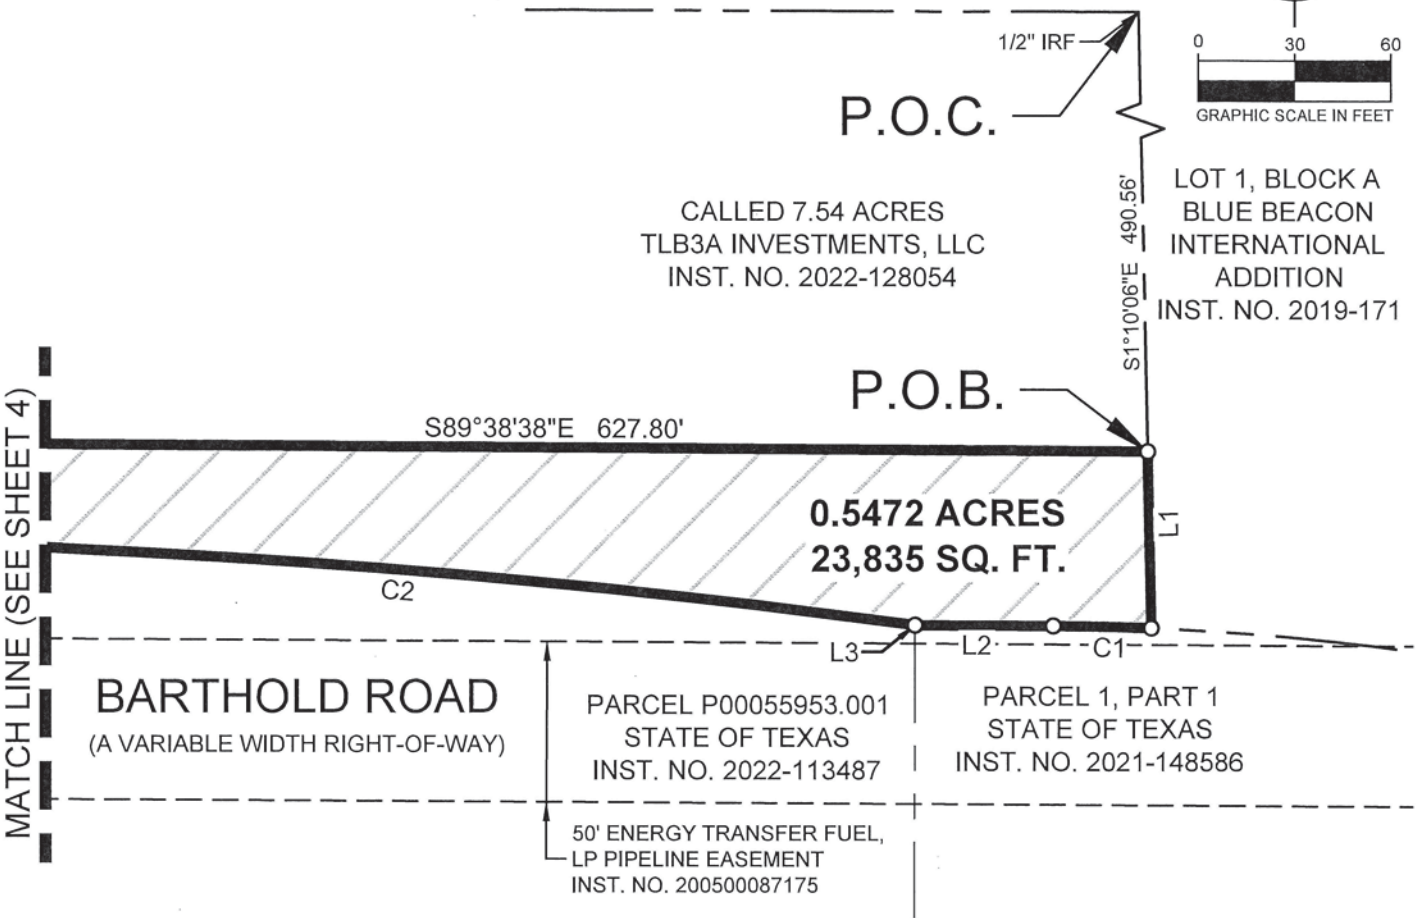 1/2" IRF
P.O.C.
0 30 60
GRAPHIC SCALE IN FEET
CALLED 7.54 ACRES
TLB3A INVESTMENTS, LLC
INST. NO. 2022-128054
S1°10'06"E 490.56'
LOT 1, BLOCK A
BLUE BEACON
INTERNATIONAL
ADDITION
INST. NO. 2019-171
P.O.B.
S89°38'38"E 627.80'
MATCH LINE (SEE SHEET 4)
0.5472 ACRES
23,835 SQ. FT.
L1
C2
L3
L2
C1
BARTHOLD ROAD
(A VARIABLE WIDTH RIGHT-OF-WAY)
PARCEL P00055953.001
STATE OF TEXAS
INST. NO. 2022-113487
PARCEL 1, PART 1
STATE OF TEXAS
INST. NO. 2021-148586
50' ENERGY TRANSFER FUEL,
LP PIPELINE EASEMENT
INST. NO. 200500087175